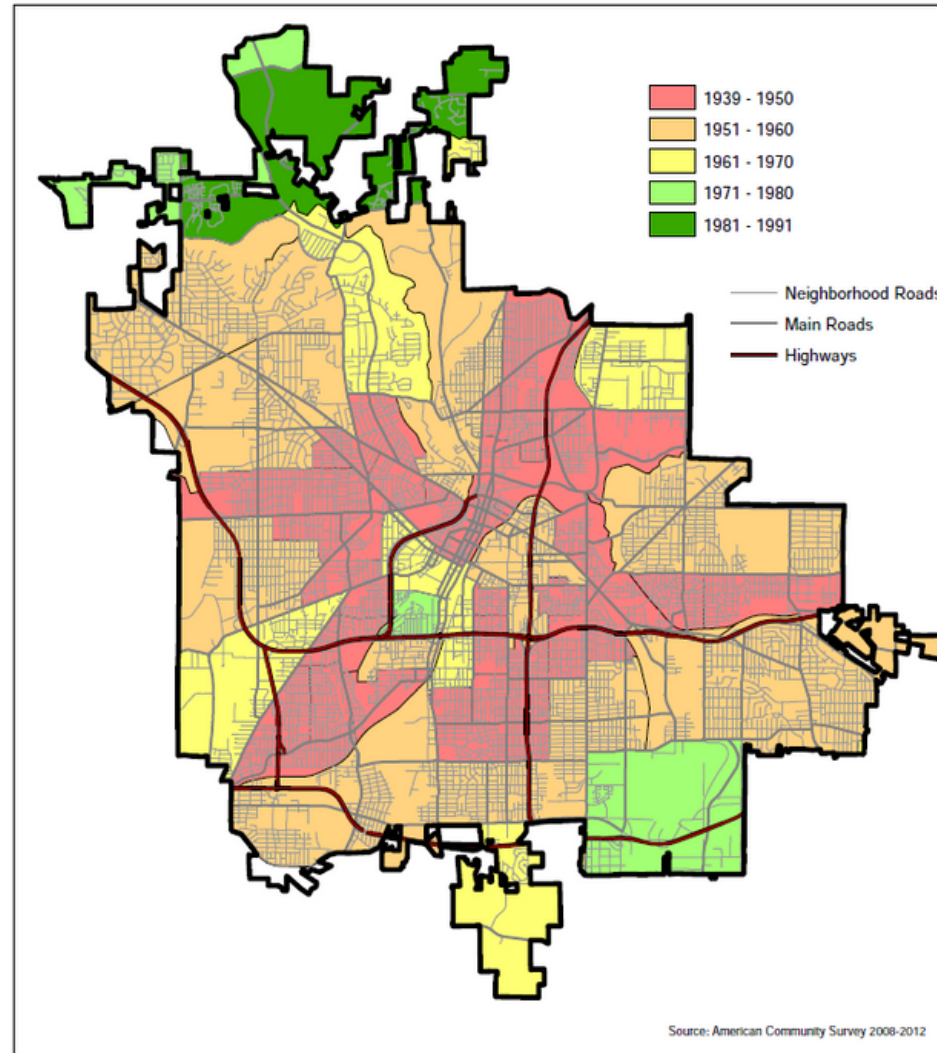 1939 - 1950
1951 - 1960
1961 - 1970
1971 - 1980
1981 - 1991
Neighborhood Roads
Main Roads
Highways
Source: American Community Survey 2008-2012